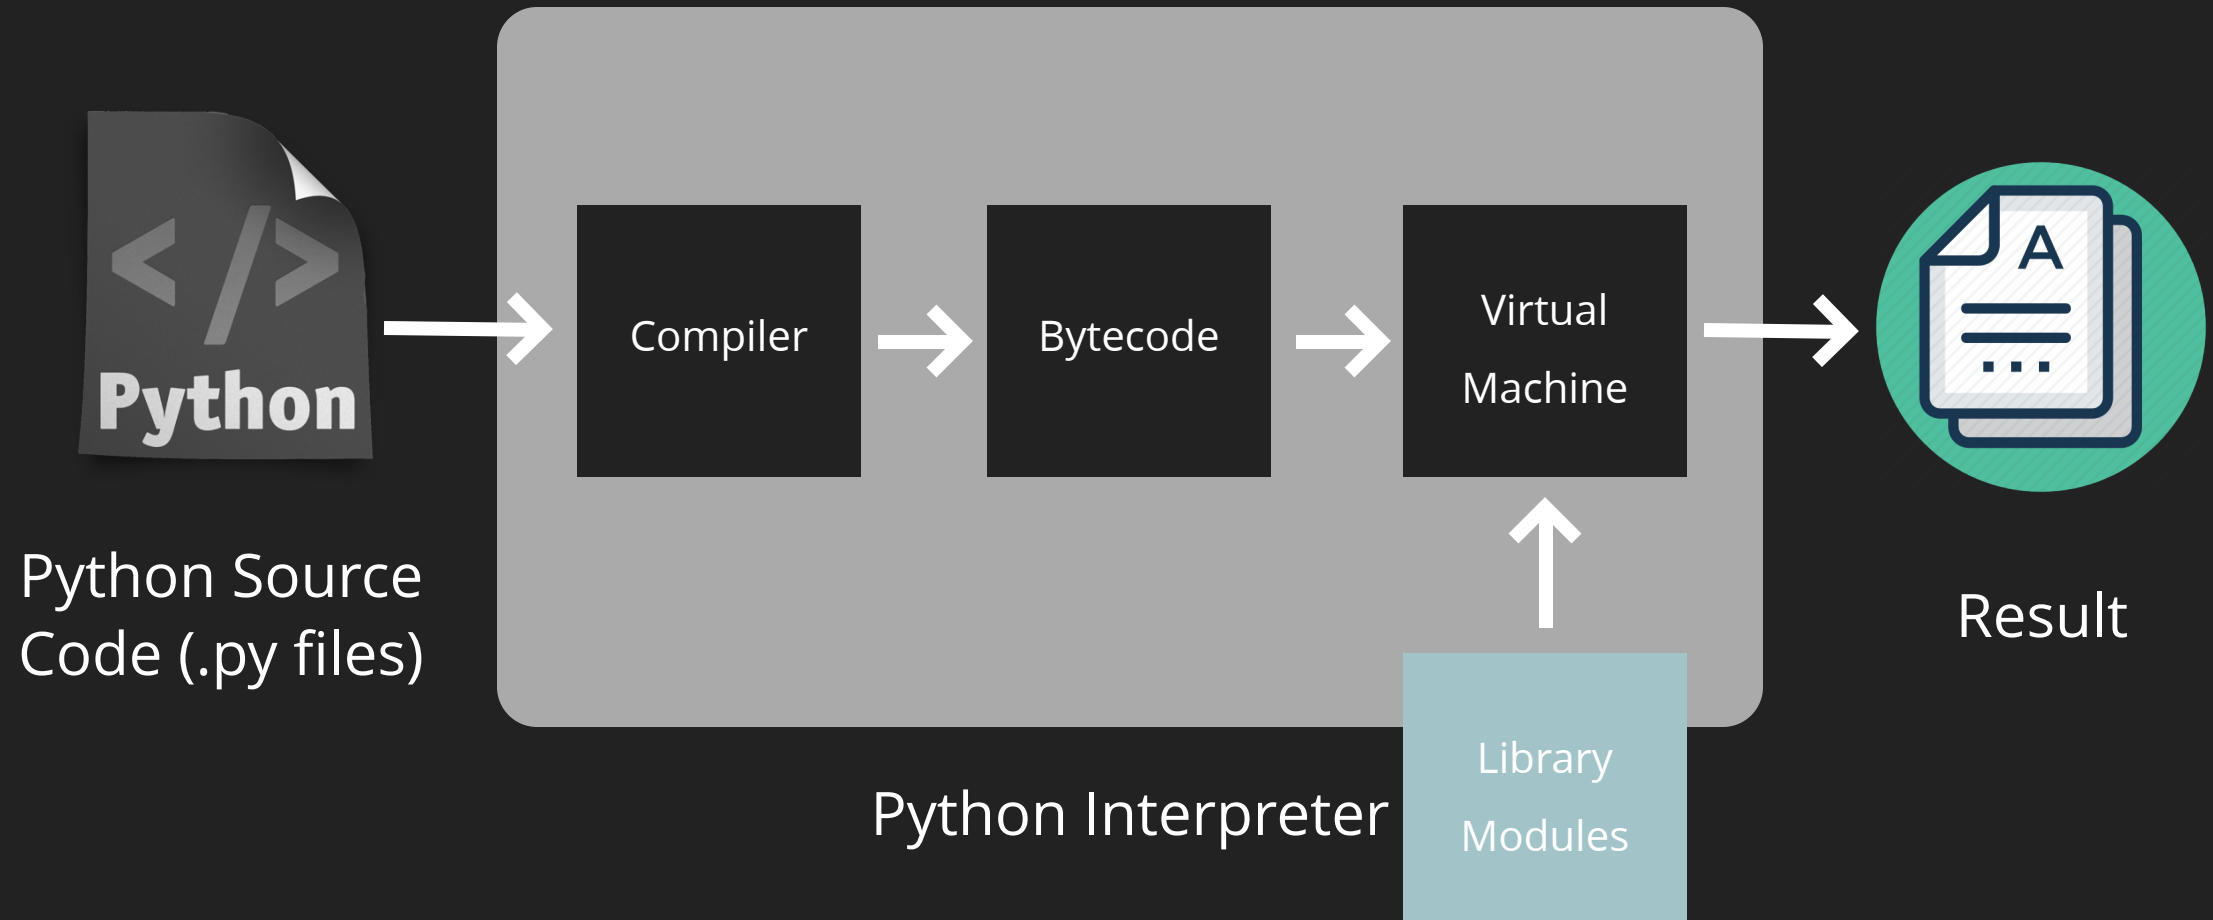 </>
Python
Python Source
Code (.py files)
Compiler
Bytecode
Virtual
Machine
Library
Modules
Python Interpreter
A
Result